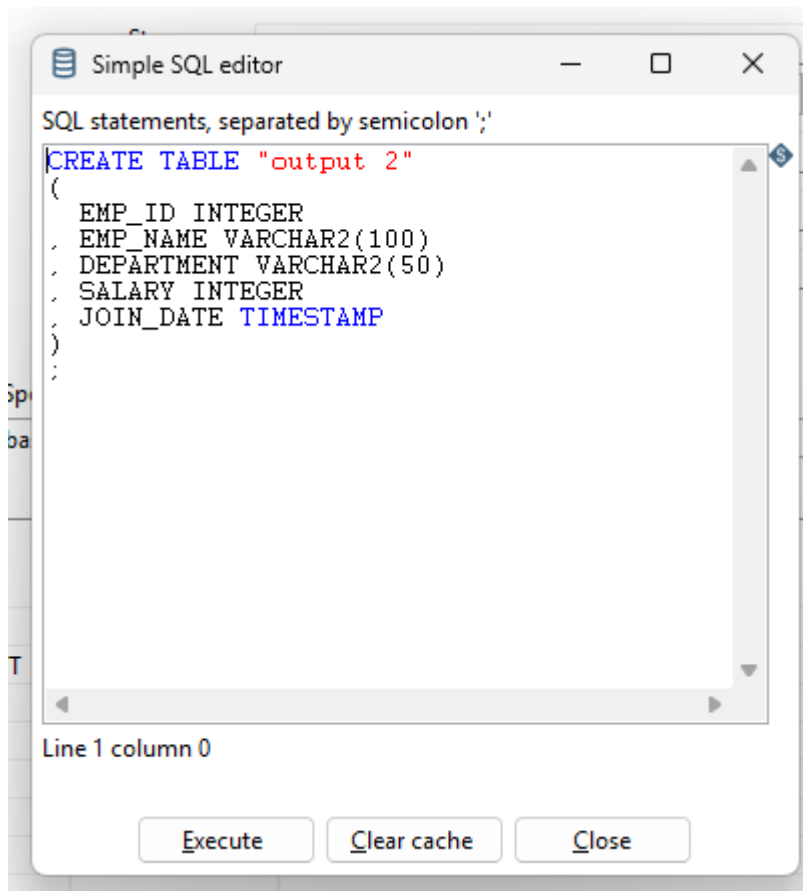 Simple SQL editor
SQL statements, separated by semicolon ';'
CREATE TABLE "output 2"
(
  EMP_ID INTEGER
, EMP_NAME VARCHAR2(100)
, DEPARTMENT VARCHAR2(50)
, SALARY INTEGER
, JOIN_DATE TIMESTAMP
)
;
T
Line 1 column 0
Execute
Clear cache
Close